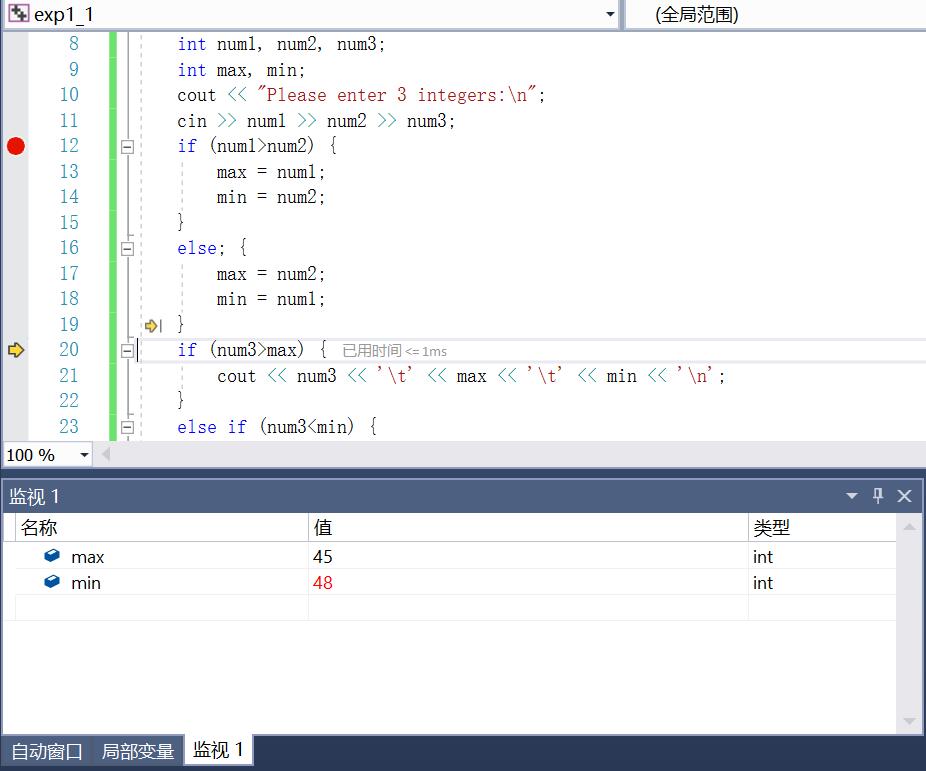 exp1_1 (全局范围)
8 int num1, num2, num3;
9 int max, min;
10 cout << "Please enter 3 integers:\n";
11 cin >> num1 >> num2 >> num3;
12 if (num1>num2) {
13 max = num1;
14 min = num2;
15 }
16 else; {
17 max = num2;
18 min = num1;
19 }
20 if (num3>max) { 已用时间 <= 1ms
21 cout << num3 << '\t' << max << '\t' << min << '\n';
22 }
23 else if (num3<min) {
100 %
监视 1
名称 值 类型
max 45 int
min 48 int
自动窗口 局部变量 监视 1